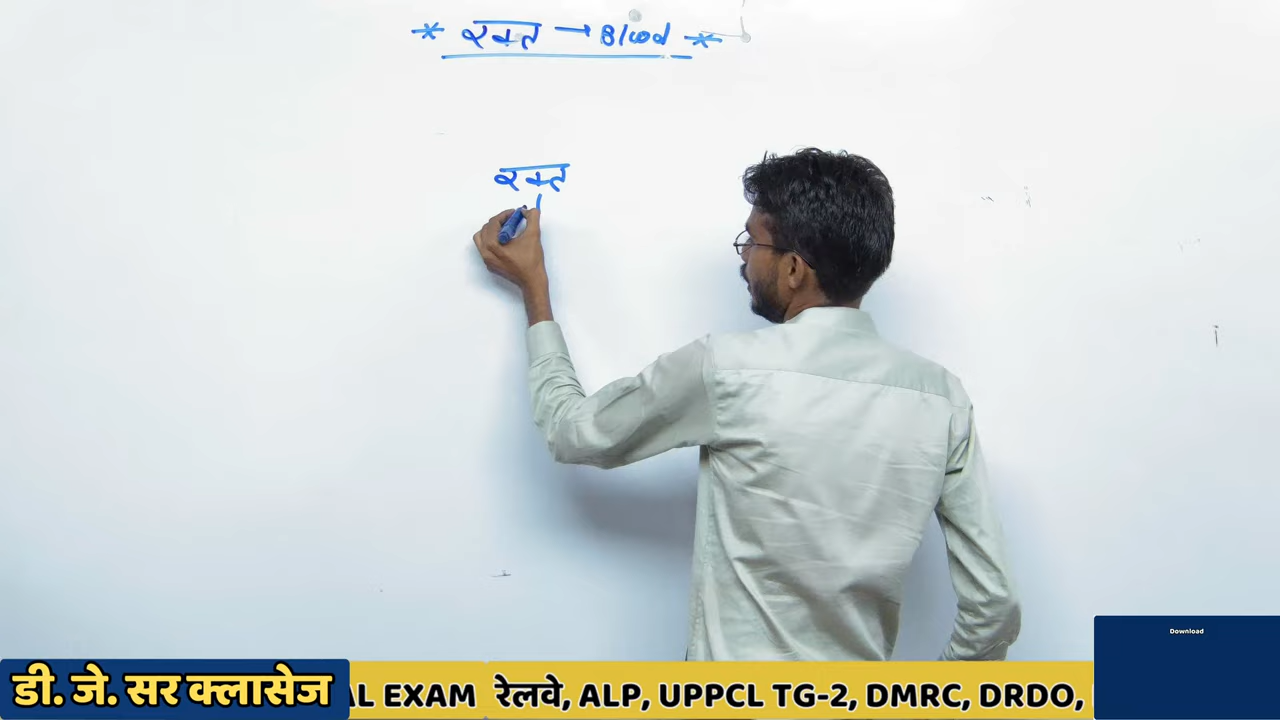 * रक्त → Blood *
रक्त
Download
डी. जे. सर क्लासेज
AL EXAM रेलवे, ALP, UPPCL TG-2, DMRC, DRDO,